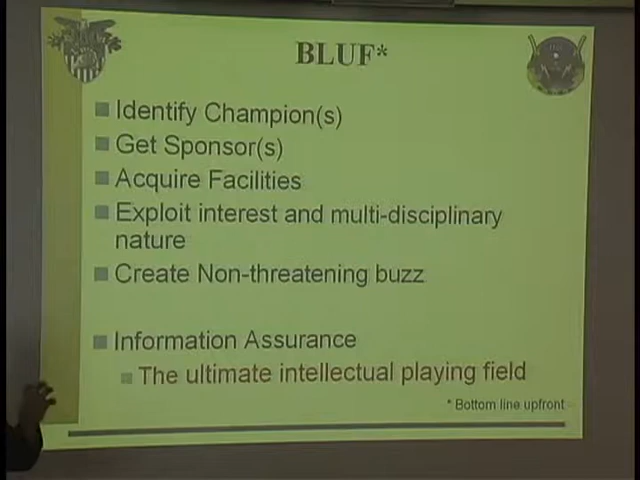 BLUF*
Identify Champion(s)
Get Sponsor(s)
Acquire Facilities
Exploit interest and multi-disciplinary
nature
Create Non-threatening buzz
Information Assurance
The ultimate intellectual playing field
* Bottom line upfront